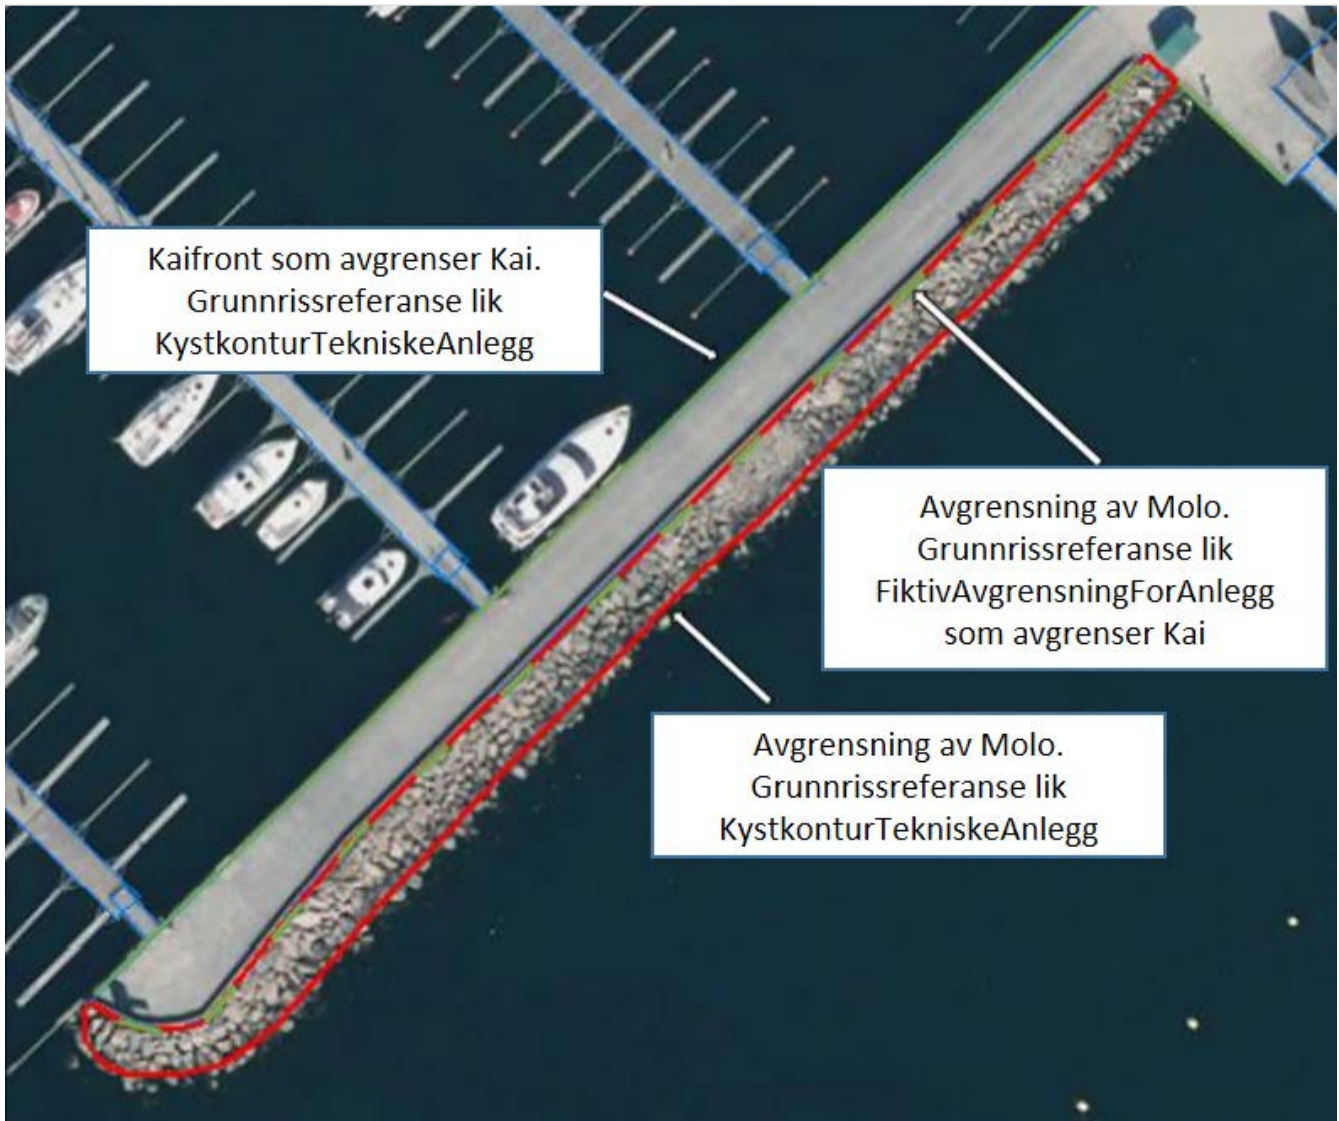 Kaifront som avgrenser Kai.
Grunnrissreferanse lik
KystkonturTekniskeAnlegg
Avgrensning av Molo.
Grunnrissreferanse lik
FiktivAvgrensningForAnlegg
som avgrenser Kai
Avgrensning av Molo.
Grunnrissreferanse lik
KystkonturTekniskeAnlegg